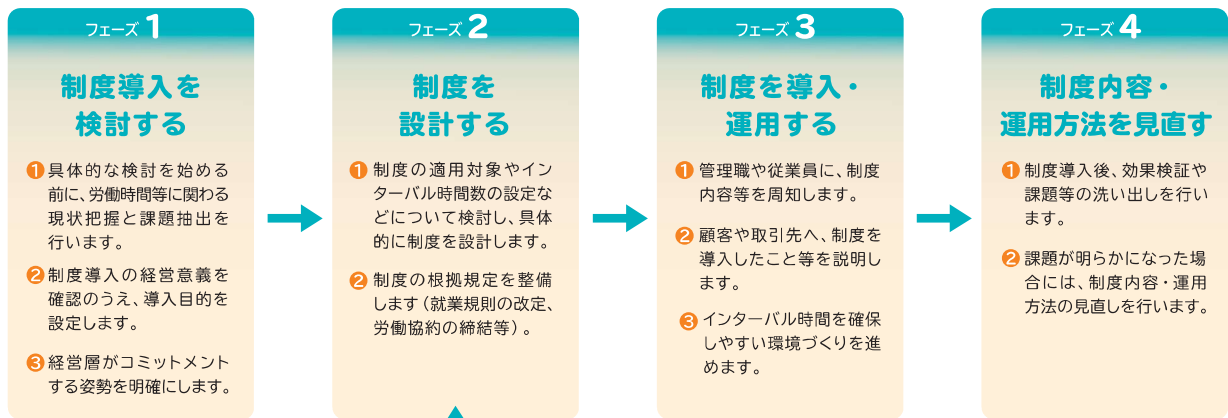 フェーズ 1
制度導入を
検討する
1 具体的な検討を始める
前に、労働時間等に関わる
現状把握と課題抽出を
行います。
2 制度導入の経営意義を
確認のうえ、導入目的を
設定します。
3 経営層がコミットメント
する姿勢を明確にします。
フェーズ 2
制度を
設計する
1 制度の適用対象やイン
ターバル時間数の設定な
どについて検討し、具体
的に制度を設計します。
2 制度の根拠規定を整備
します(就業規則の改定、
労働協約の締結等)。
フェーズ 3
制度を導入・
運用する
1 管理職や従業員に、制度
内容等を周知します。
2 顧客や取引先へ、制度を
導入したこと等を説明し
ます。
3 インターバル時間を確保
しやすい環境づくりを進
めます。
フェーズ 4
制度内容・
運用方法を見直す
1 制度導入後、効果検証や
課題等の洗い出しを行い
ます。
2 課題が明らかになった場
合には、制度内容・運用
方法の見直しを行います。